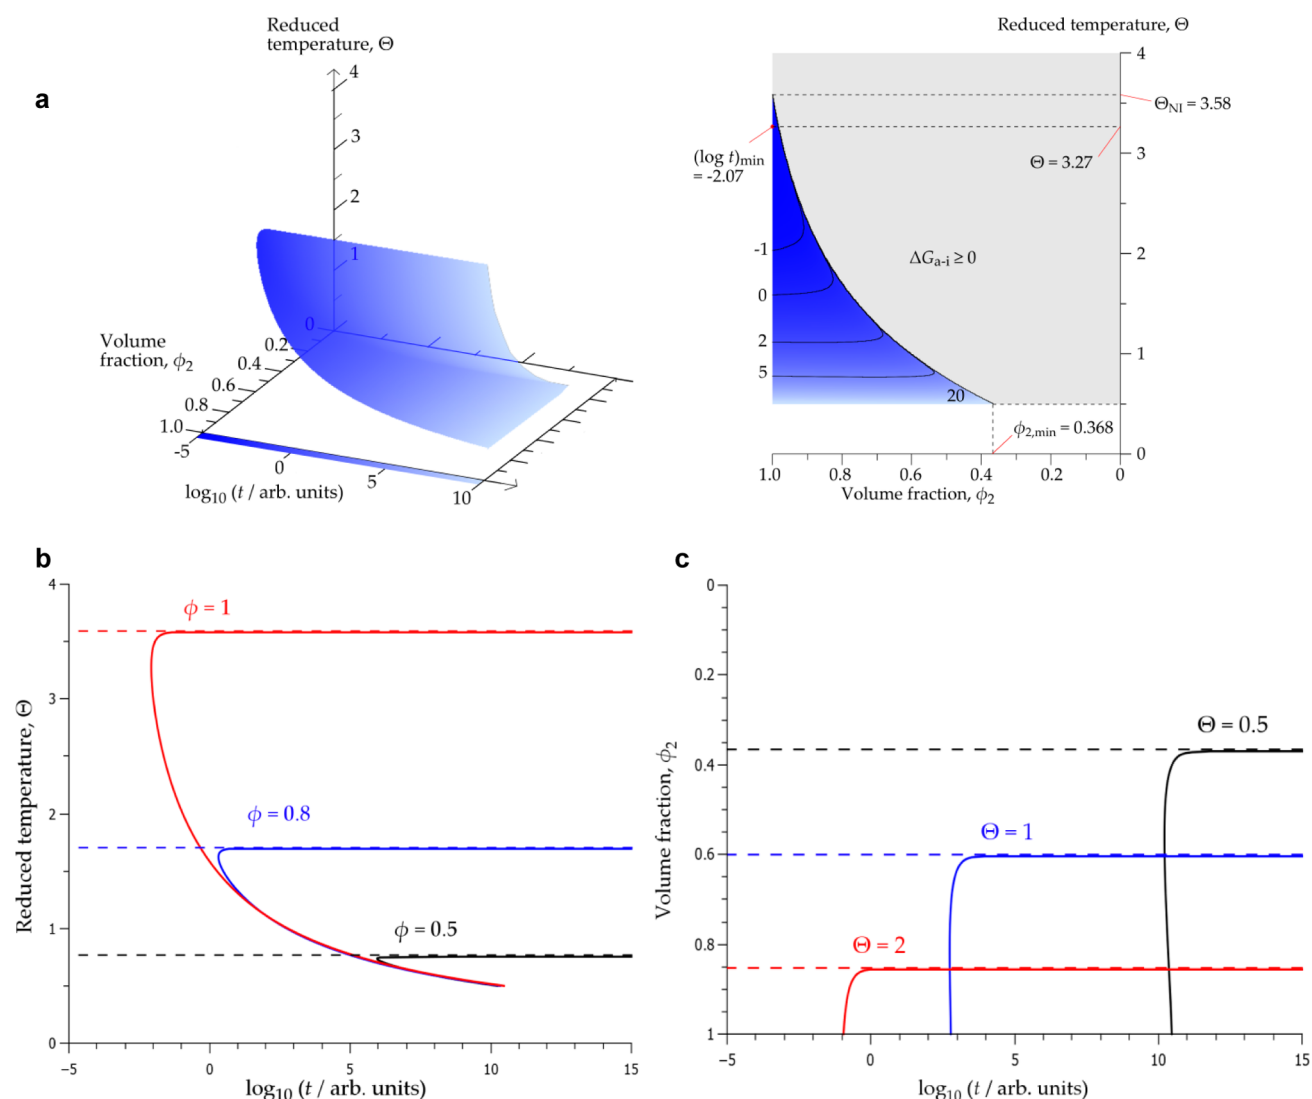 a
Reduced
temperature, Θ
4
3
2
1
0
Volume
fraction, ϕ₂
0.2
0.4
0.6
0.8
1.0
-5
0
5
10
log₁₀ (t / arb. units)
Reduced temperature, Θ
4
3
2
1
0
Θ_NI = 3.58
Θ = 3.27
(log t)_min
= -2.07
ΔG_a-i ≥ 0
-1
0
2
5
20
ϕ_2,min = 0.368
1.0 0.8 0.6 0.4 0.2 0
Volume fraction, ϕ₂
b
Reduced temperature, Θ
4
3
2
1
0
ϕ = 1
ϕ = 0.8
ϕ = 0.5
−5 0 5 10 15
log₁₀ (t / arb. units)
c
Volume fraction, ϕ₂
0
0.2
0.4
0.6
0.8
1
Θ = 0.5
Θ = 1
Θ = 2
−5 0 5 10 15
log₁₀ (t / arb. units)